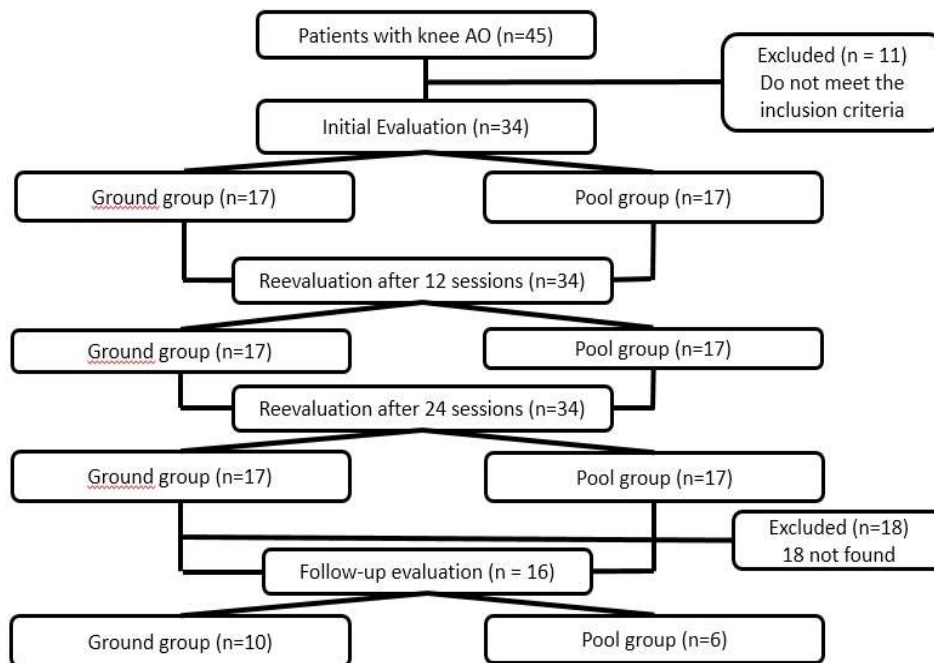 Patients with knee AO (n=45)
Excluded (n = 11)
Do not meet the
inclusion criteria
Initial Evaluation (n=34)
Ground group (n=17)
Pool group (n=17)
Reevaluation after 12 sessions (n=34)
Ground group (n=17)
Pool group (n=17)
Reevaluation after 24 sessions (n=34)
Ground group (n=17)
Pool group (n=17)
Excluded (n=18)
18 not found
Follow-up evaluation (n = 16)
Ground group (n=10)
Pool group (n=6)